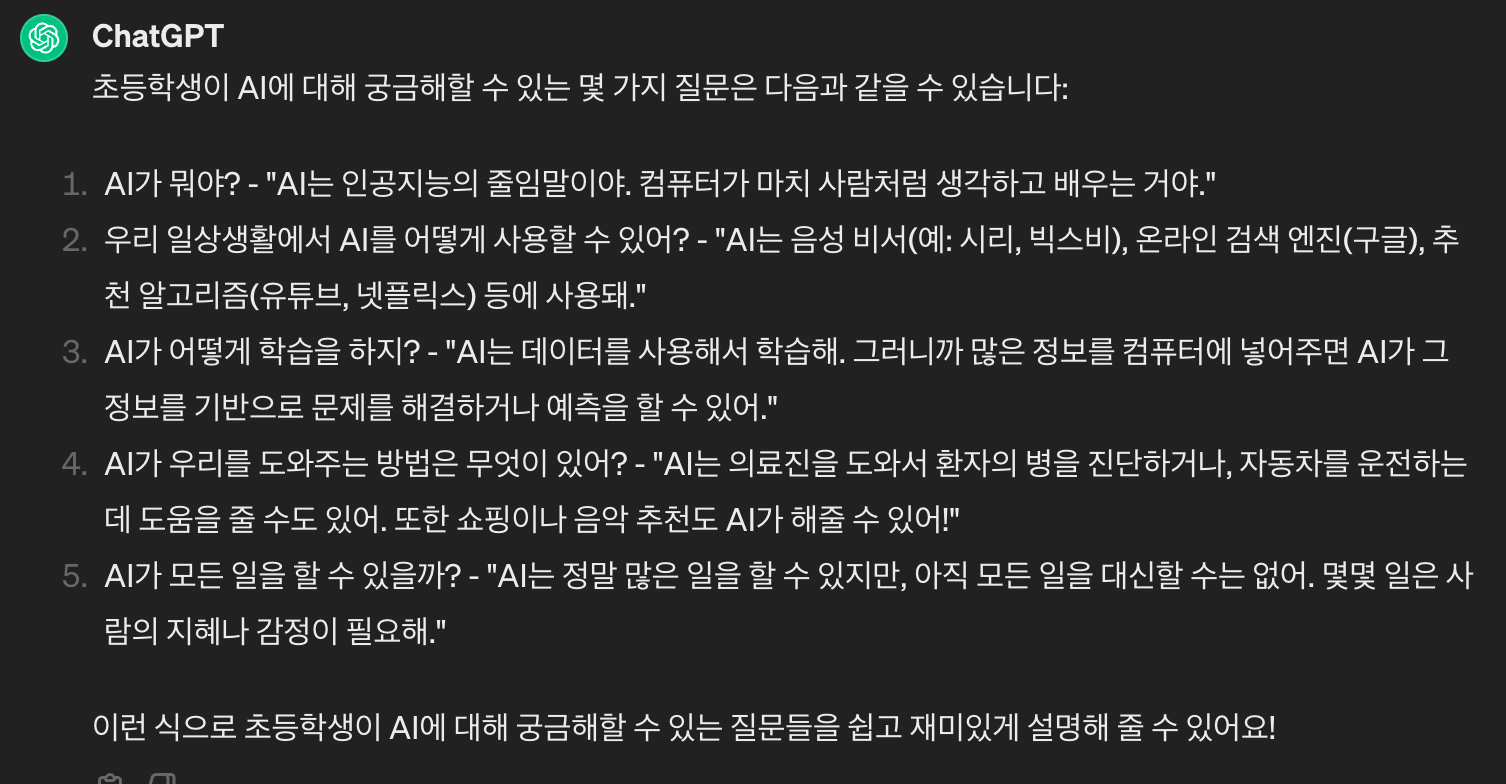 ChatGPT
초등학생이 AI에 대해 궁금해할 수 있는 몇 가지 질문은 다음과 같을 수 있습니다:
1. AI가 뭐야? - "AI는 인공지능의 줄임말이야. 컴퓨터가 마치 사람처럼 생각하고 배우는 거야."
2. 우리 일상생활에서 AI를 어떻게 사용할 수 있어? - "AI는 음성 비서(예: 시리, 빅스비), 온라인 검색 엔진(구글), 추
천 알고리즘(유튜브, 넷플릭스) 등에 사용돼."
3. AI가 어떻게 학습을 하지? - "AI는 데이터를 사용해서 학습해. 그러니까 많은 정보를 컴퓨터에 넣어주면 AI가 그
정보를 기반으로 문제를 해결하거나 예측을 할 수 있어."
4. AI가 우리를 도와주는 방법은 무엇이 있어? - "AI는 의료진을 도와서 환자의 병을 진단하거나, 자동차를 운전하는
데 도움을 줄 수도 있어. 또한 쇼핑이나 음악 추천도 AI가 해줄 수 있어!"
5. AI가 모든 일을 할 수 있을까? - "AI는 정말 많은 일을 할 수 있지만, 아직 모든 일을 대신할 수는 없어. 몇몇 일은 사
람의 지혜나 감정이 필요해."
이런 식으로 초등학생이 AI에 대해 궁금해할 수 있는 질문들을 쉽고 재미있게 설명해 줄 수 있어요!